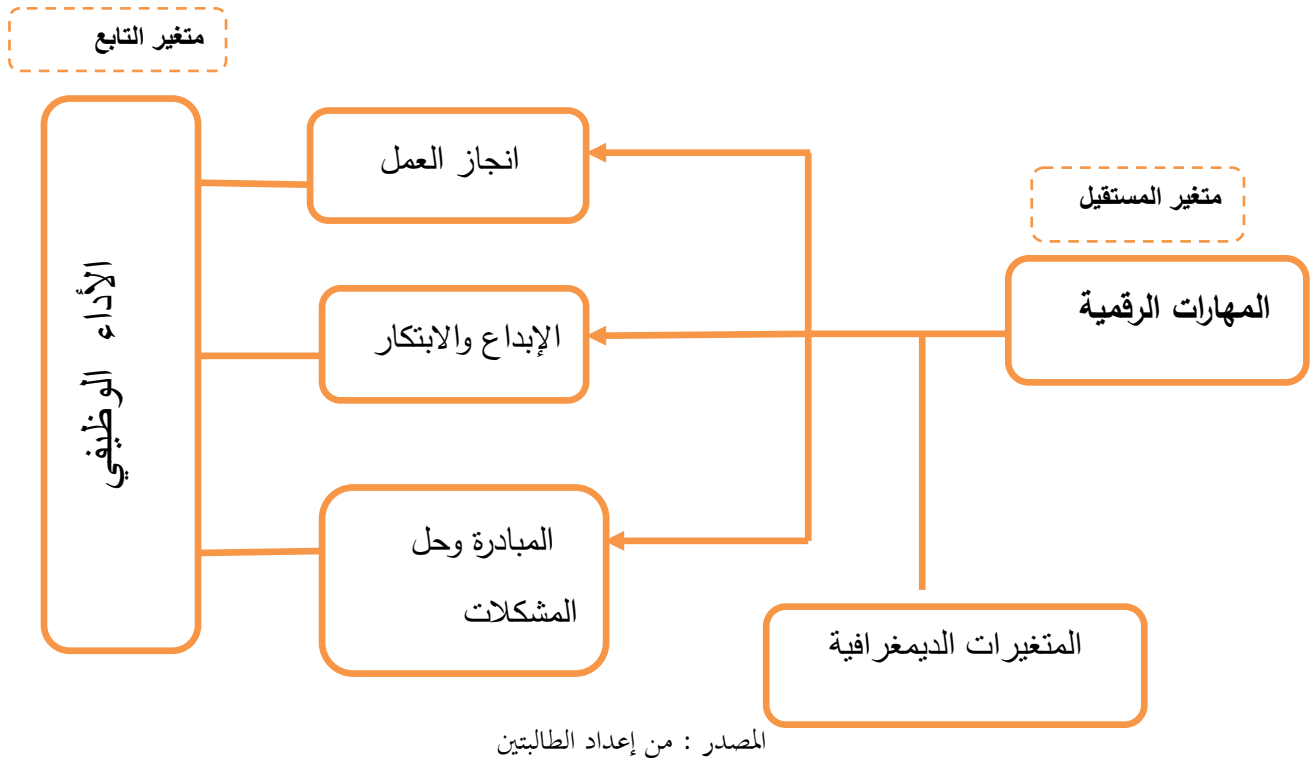 متغير التابع
انجاز العمل
متغير المستقيل
المهارات الرقمية
الأداء الوظيفي
الإبداع والابتكار
المبادرة وحل
المشكلات
المتغيرات الديمغرافية
المصدر : من إعداد الطالبتين